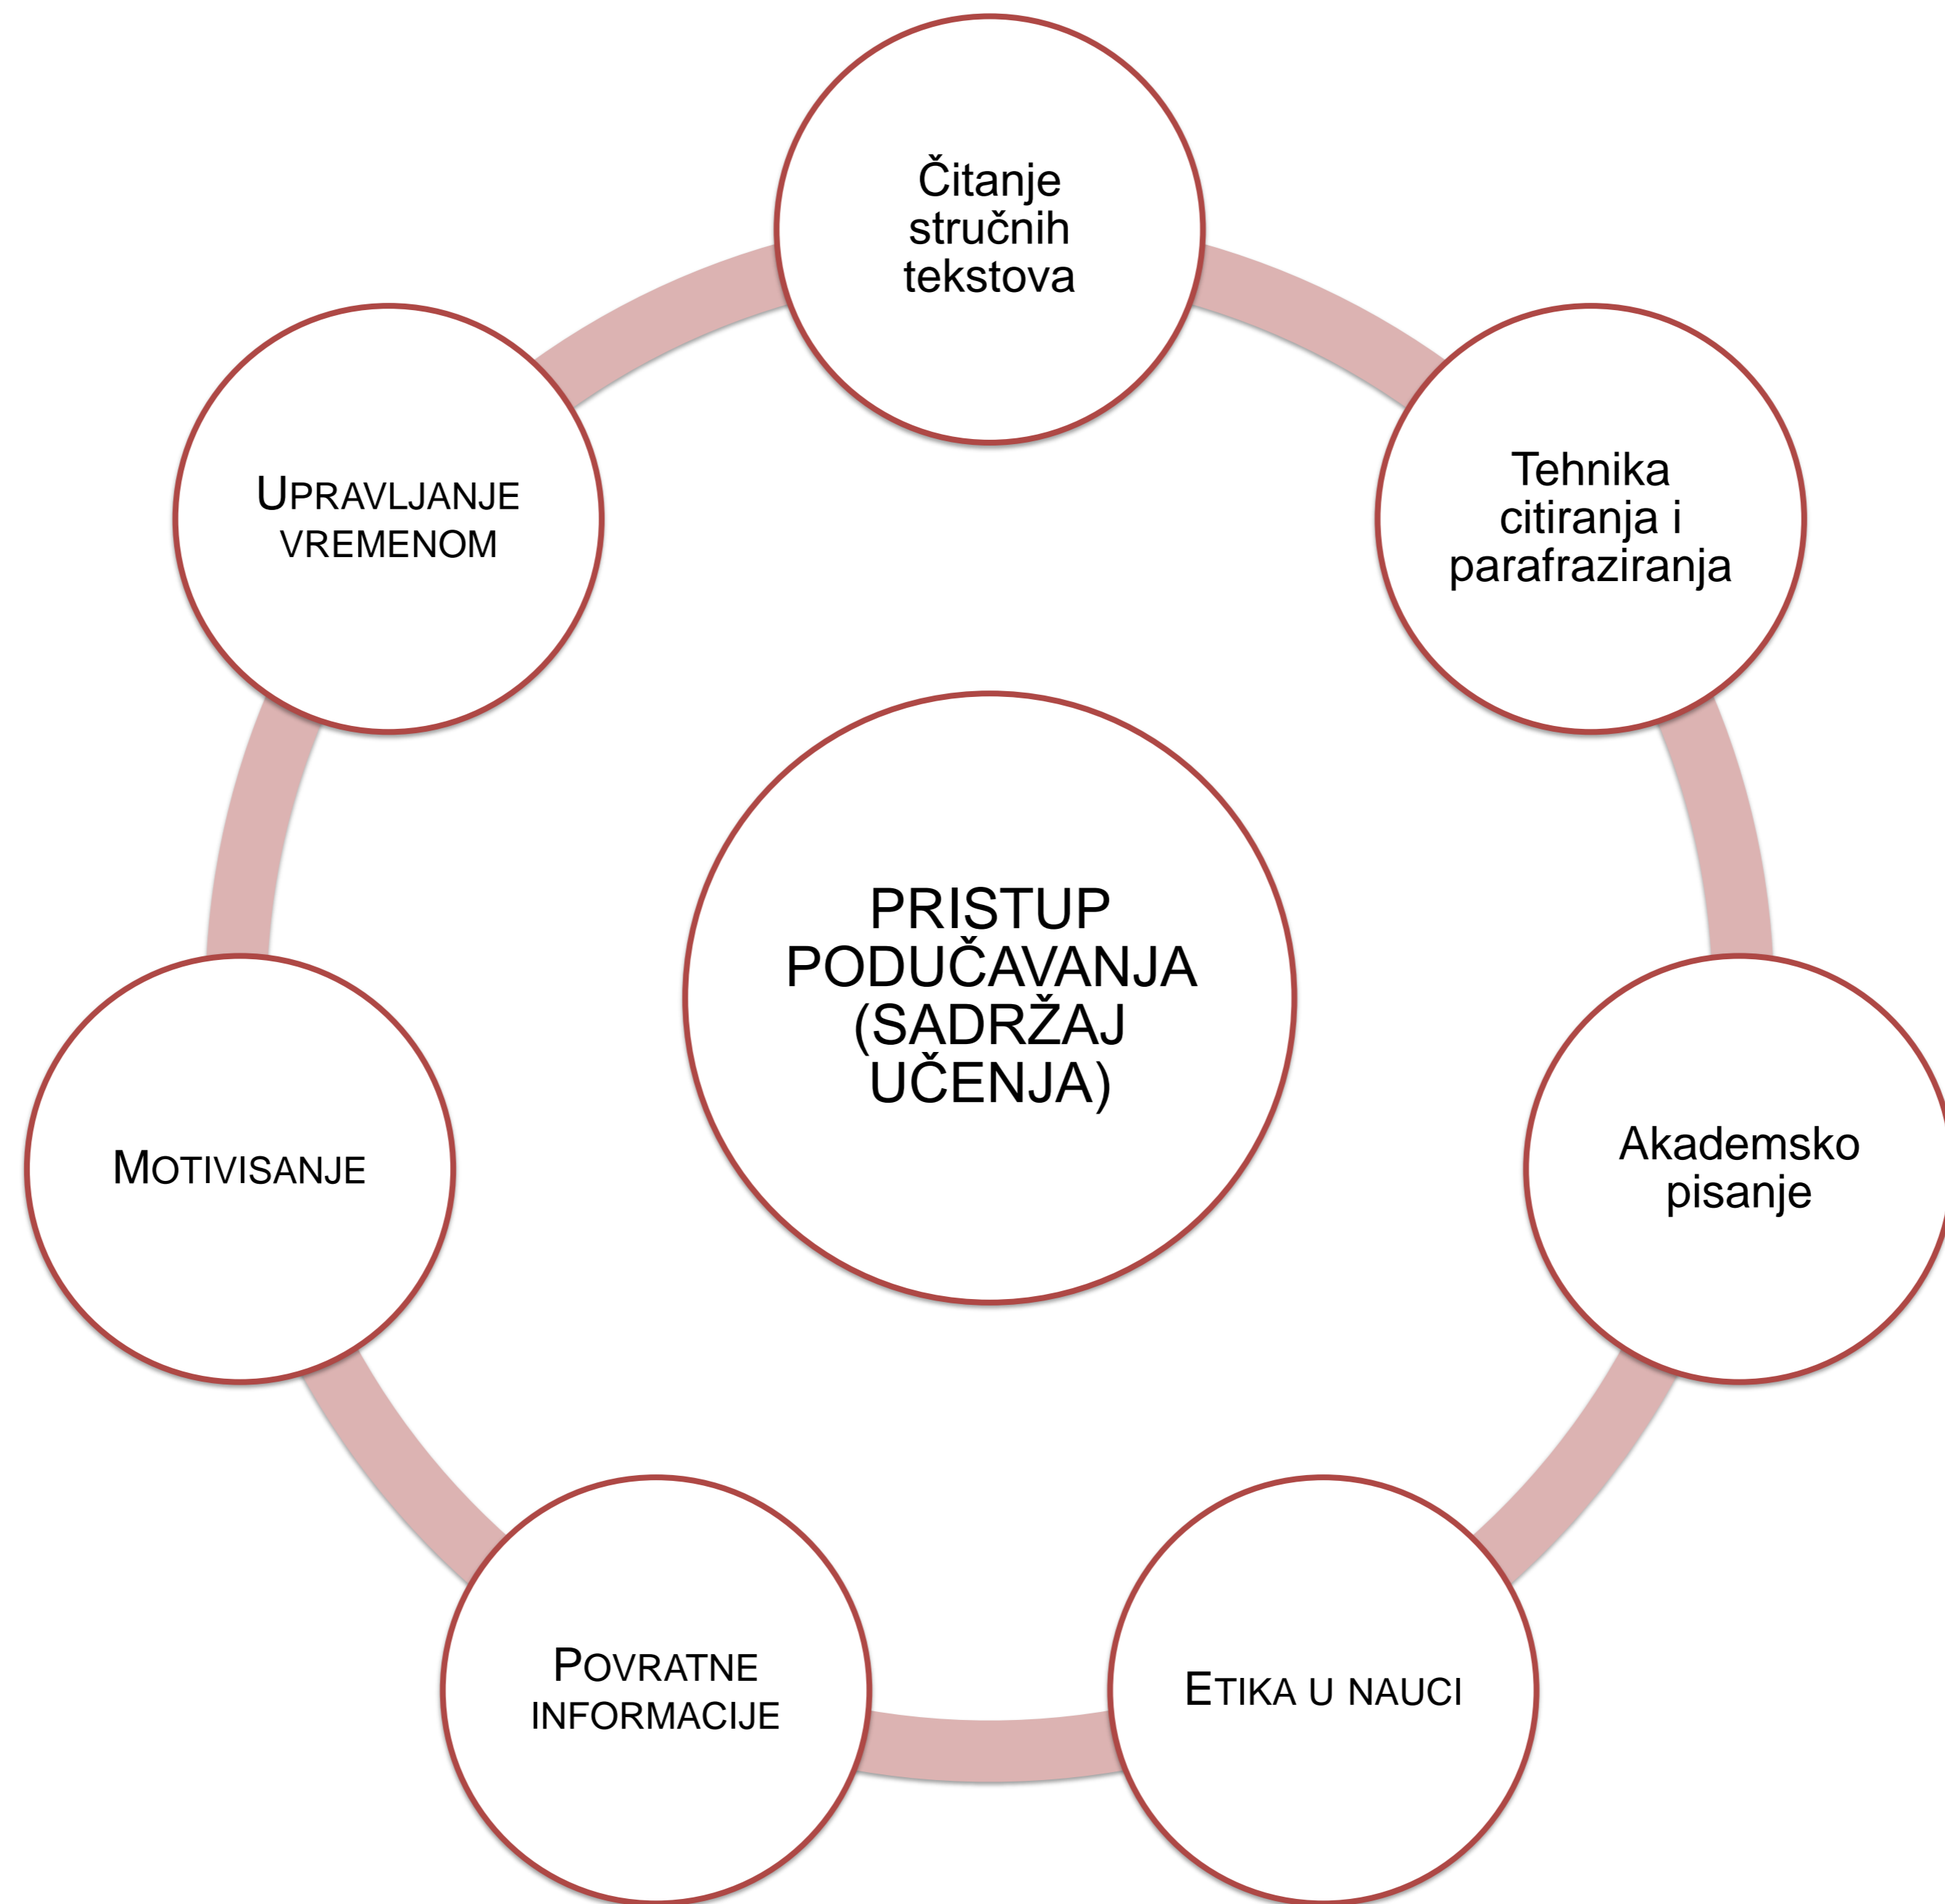 Čitanje
stručnih
tekstova
Tehnika
citiranja i
parafraziranja
Akademsko
pisanje
ETIKA U NAUCI
POVRATNE
INFORMACIJE
MOTIVISANJE
UPRAVLJANJE
VREMENOM
PRISTUP
PODUČAVANJA
(SADRŽAJ
UČENJA)